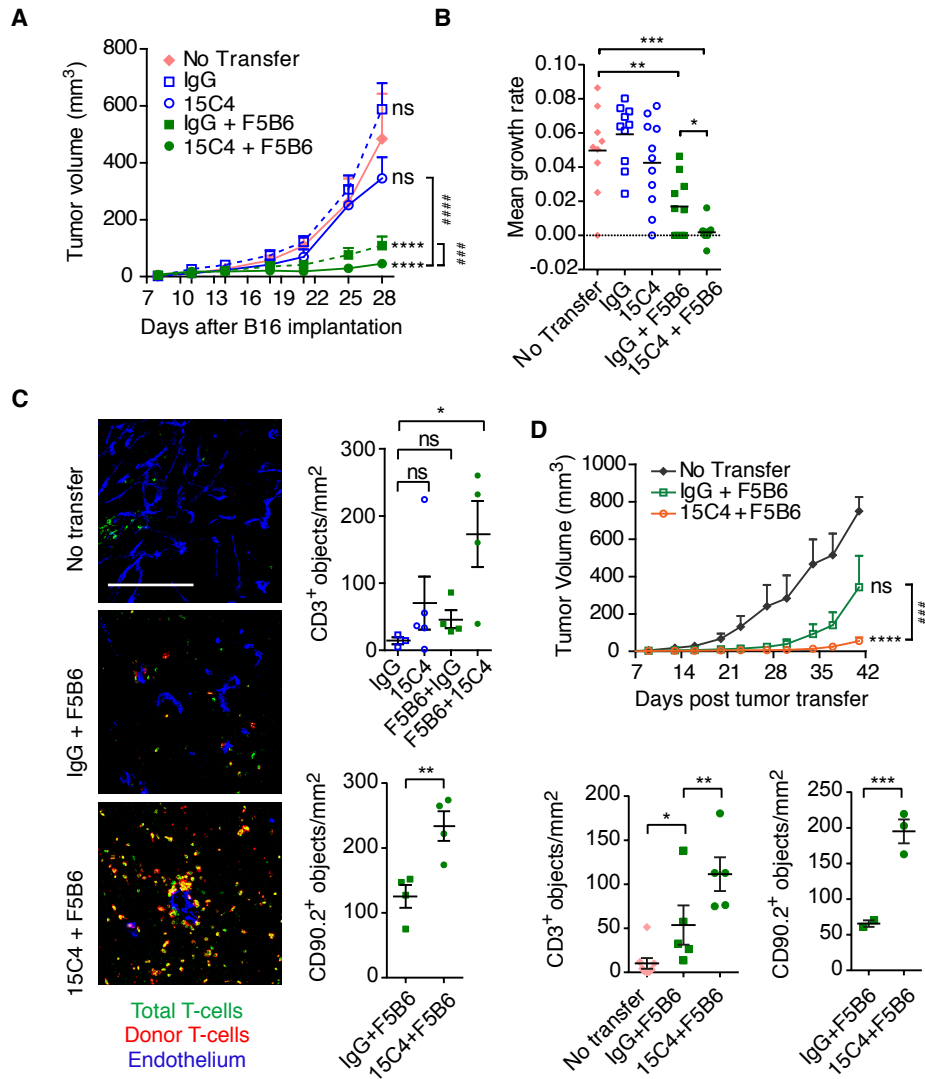 A
Tumor volume (mm3)
800
600
400
200
0
No Transfer
IgG
15C4
IgG + F5B6
15C4 + F5B6
ns
ns
****
****
####
###
7 10 13 16 19 22 25 28
Days after B16 implantation
B
Mean growth rate
***
**
*
0.10
0.08
0.06
0.04
0.02
0.00
-0.02
No Transfer
IgG
15C4
IgG + F5B6
15C4 + F5B6
C
No transfer
IgG + F5B6
15C4 + F5B6
Total T-cells
Donor T-cells
Endothelium
CD3+ objects/mm2
*
ns
ns
300
200
100
0
IgG
15C4
F5B6+IgG
F5B6+15C4
CD90.2+ objects/mm2
**
300
200
100
0
IgG+F5B6
15C4+F5B6
D
Tumor Volume (mm3)
1000
800
600
400
200
0
No Transfer
IgG + F5B6
15C4 + F5B6
ns
****
###
7 14 21 28 35 42
Days post tumor transfer
CD3+ objects/mm2
**
*
200
150
100
50
0
No transfer
IgG+F5B6
15C4+F5B6
CD90.2+ objects/mm2
***
250
200
150
100
50
0
IgG+F5B6
15C4+F5B6